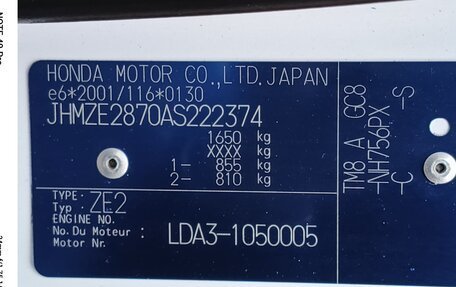 HONDA MOTOR CO.,LTD.JAPAN
e6*2001/116*0130
JHMZE2870AS222374
1650 kg
XXXX kg
1- 855 kg
2- 810 kg
TYPE: ZE2
Typ
ENGINE NO.
No.Du Moteur : LDA3-1050005
Motor Nr.
TM8 A GC8
-NH756PX -S
-C